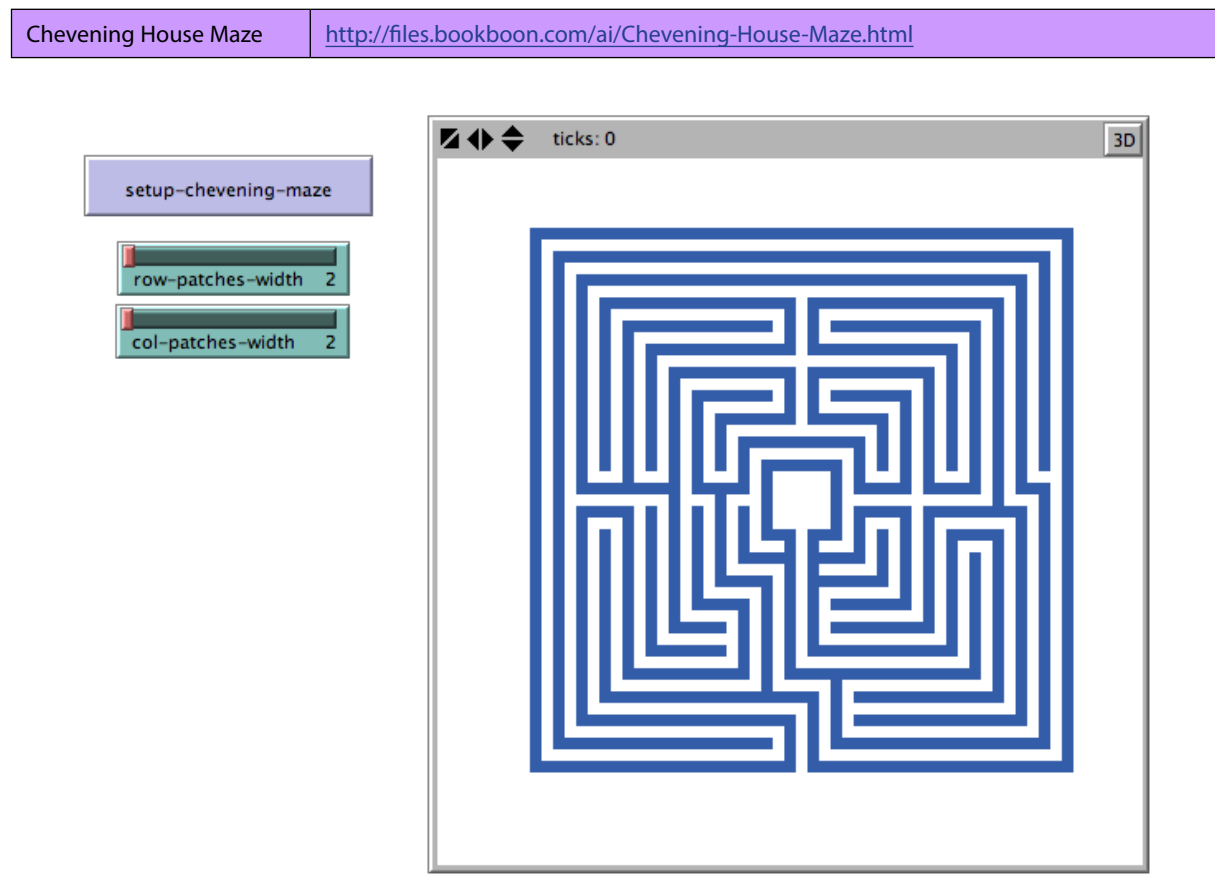 Chevening House Maze http://files.bookboon.com/ai/Chevening-House-Maze.html
ticks: 0 3D
setup-chevening-maze
row-patches-width 2
col-patches-width 2